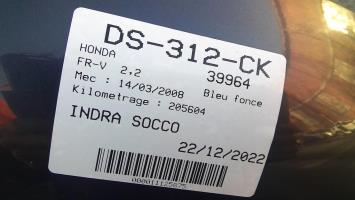 DS-312-CK
HONDA 39964
FR-V 2,2
Mec : 14/03/2008 Bleu fonce
Kilometrage : 205604
INDRA SOCCO
22/12/2022